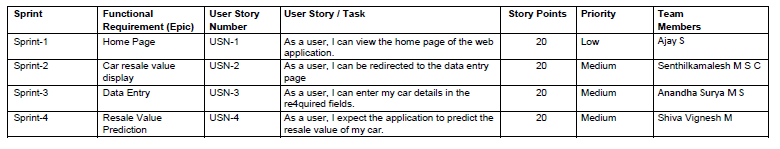 Sprint Functional Requirement (Epic) User Story Number User Story / Task Story Points Priority Team Members
Sprint-1 Home Page USN-1 As a user, I can view the home page of the web application. 20 Low Ajay S
Sprint-2 Car resale value display USN-2 As a user, I can be redirected to the data entry page 20 Medium Senthilkamalesh M S C
Sprint-3 Data Entry USN-3 As a user, I can enter my car details in the re4quired fields. 20 Medium Anandha Surya M S
Sprint-4 Resale Value Prediction USN-4 As a user, I expect the application to predict the resale value of my car. 20 Medium Shiva Vignesh M